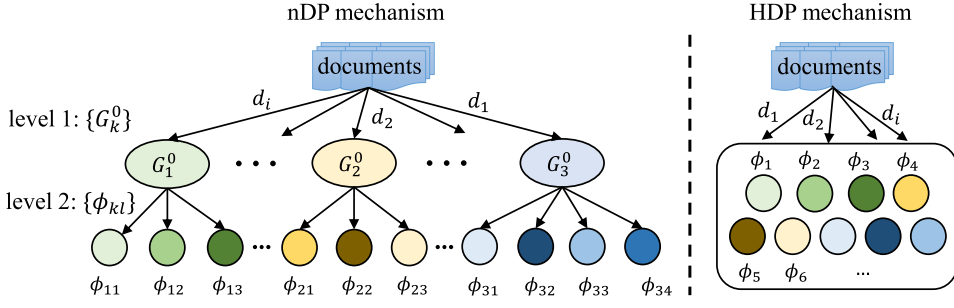 nDP mechanism
documents
d_i
d_2
d_1
level 1: {G_k^0}
G_1^0
• • •
G_2^0
• • •
G_3^0
level 2: {ϕ_kl}
...
...
ϕ_11 ϕ_12 ϕ_13 ϕ_21 ϕ_22 ϕ_23 ϕ_31 ϕ_32 ϕ_33 ϕ_34
HDP mechanism
documents
d_1
d_2
d_i
ϕ_1 ϕ_2 ϕ_3 ϕ_4
ϕ_5 ϕ_6 ...